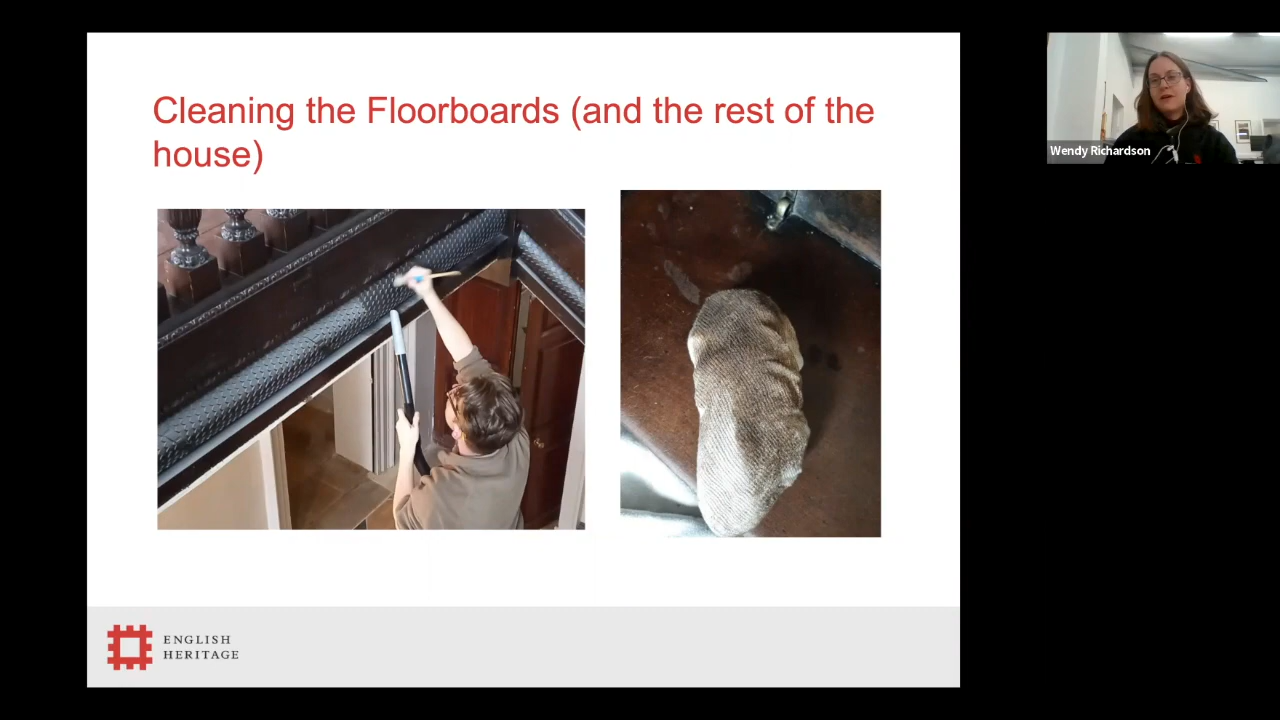 Cleaning the Floorboards (and the rest of the
house)
Wendy Richardson
ENGLISH
HERITAGE